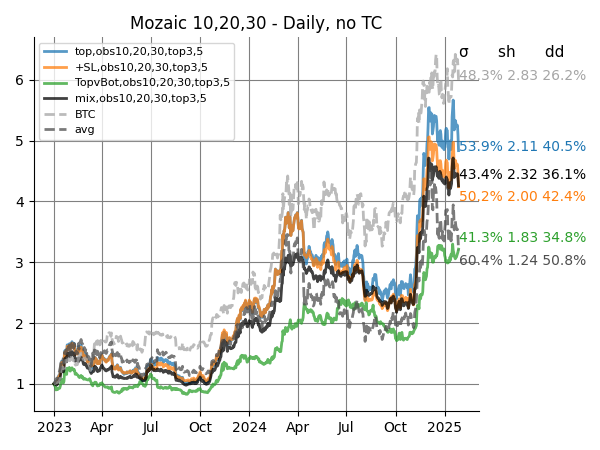 Mozaic 10,20,30 - Daily, no TC
top,obs10,20,30,top3,5
+SL,obs10,20,30,top3,5
TopvBot,obs10,20,30,top3,5
mix,obs10,20,30,top3,5
BTC
avg
σ sh dd
48.3% 2.83 26.2%
53.9% 2.11 40.5%
43.4% 2.32 36.1%
50.2% 2.00 42.4%
41.3% 1.83 34.8%
60.4% 1.24 50.8%
6
5
4
3
2
1
2023 Apr Jul Oct 2024 Apr Jul Oct 2025